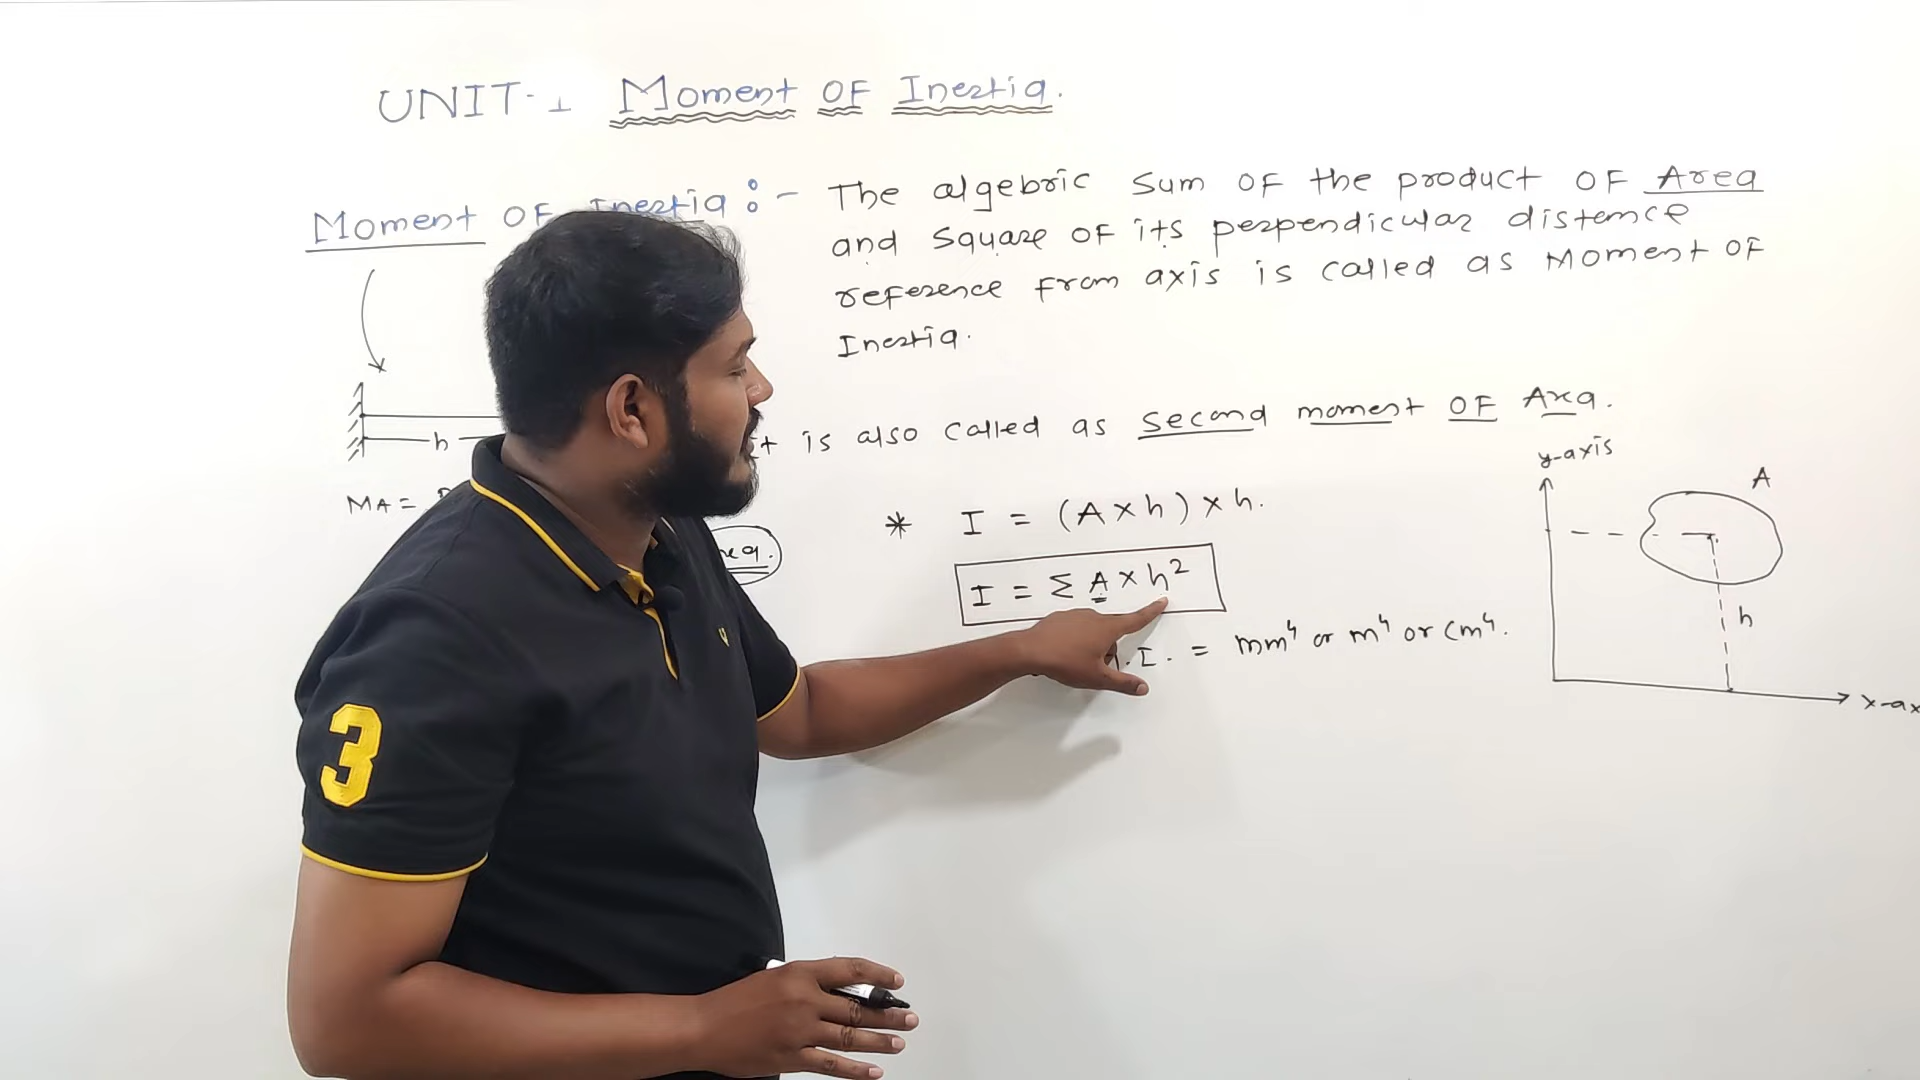 UNIT-1 Moment OF Inertia.
Moment OF Inertia :- The algebric Sum OF the product OF Area
and Square OF its perpendicular distemce
reference From axis is called as Moment OF
Inertia.
h
is also called as second moment OF Area.
MA =
* I = (A × h) × h.
I = Σ A × h²
.I. = mm⁴ or m⁴ or cm⁴.
y-axis
A
h
x-ax
3